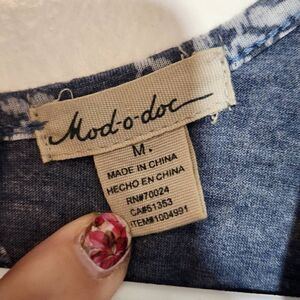 Mod-o-doc
M.
MADE IN CHINA
HECHO EN CHINA
RN#70024
CA#51353
ITEM#1004991